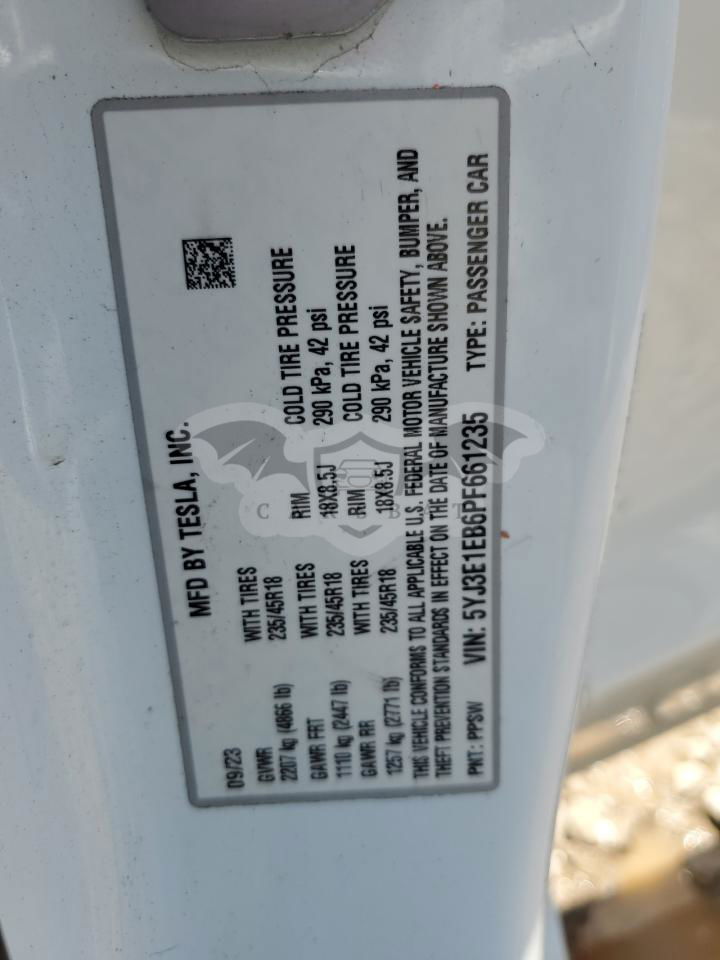 MFD BY TESLA, INC.
09/23
GVWR WITH TIRES COLD TIRE PRESSURE
2207 kg (4866 lb) 235/45R18 RIM 290 kPa, 42 psi
18X8.5J
GAWR FRT WITH TIRES COLD TIRE PRESSURE
1110 kg (2447 lb) 235/45R18 RIM 290 kPa, 42 psi
18X8.5J
GAWR RR WITH TIRES
1257 kg (2771 lb) 235/45R18
THIS VEHICLE CONFORMS TO ALL APPLICABLE U.S. FEDERAL MOTOR VEHICLE SAFETY, BUMPER, AND
THEFT PREVENTION STANDARDS IN EFFECT ON THE DATE OF MANUFACTURE SHOWN ABOVE.
PNT: PPSW VIN: 5YJ3E1EB6PF661235 TYPE: PASSENGER CAR